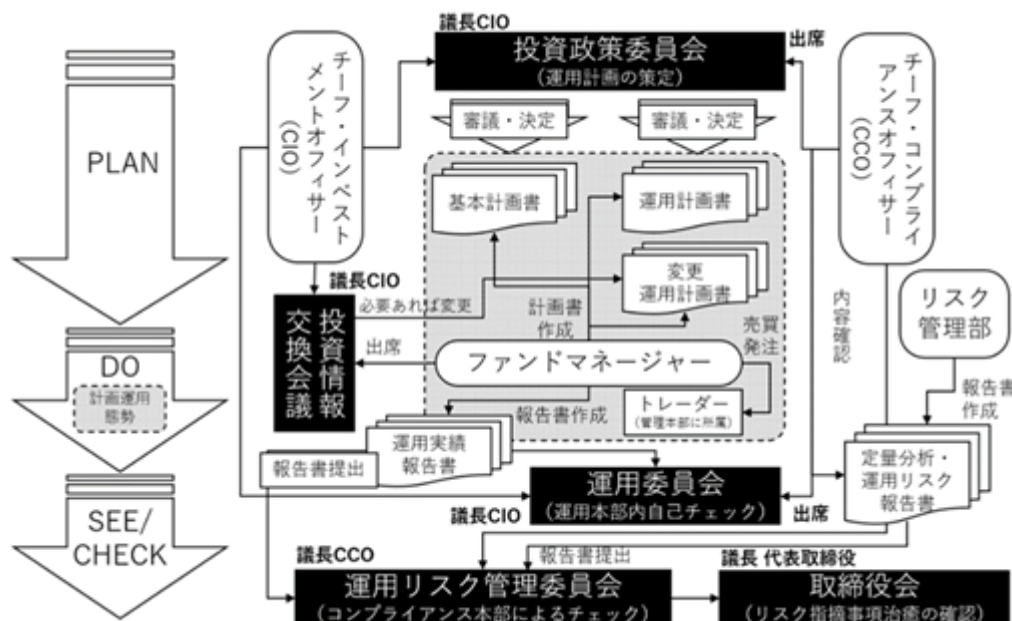 議長CIO
投資政策委員会
(運用計画の策定)
出席
チーフ・インベスト
メントオフィサー
(CIO)
チーフ・コンプライ
アンスオフィサー
(CCO)
PLAN
審議・決定
審議・決定
基本計画書
運用計画書
変更
運用計画書
議長CIO
必要あれば変更
投資情報
交換会議
出席
計画書
作成
売買
発注
内容確認
リスク
管理部
DO
計画運用
態勢
ファンドマネージャー
報告書作成
トレーダー
(管理本部に所属)
報告書
作成
運用実績
報告書
報告書提出
定量分析・
運用リスク
報告書
運用委員会
(運用本部内自己チェック)
議長CIO
出席
SEE/
CHECK
議長CCO
報告書提出
議長 代表取締役
運用リスク管理委員会
(コンプライアンス本部によるチェック)
取締役会
(リスク指摘事項治癒の確認)